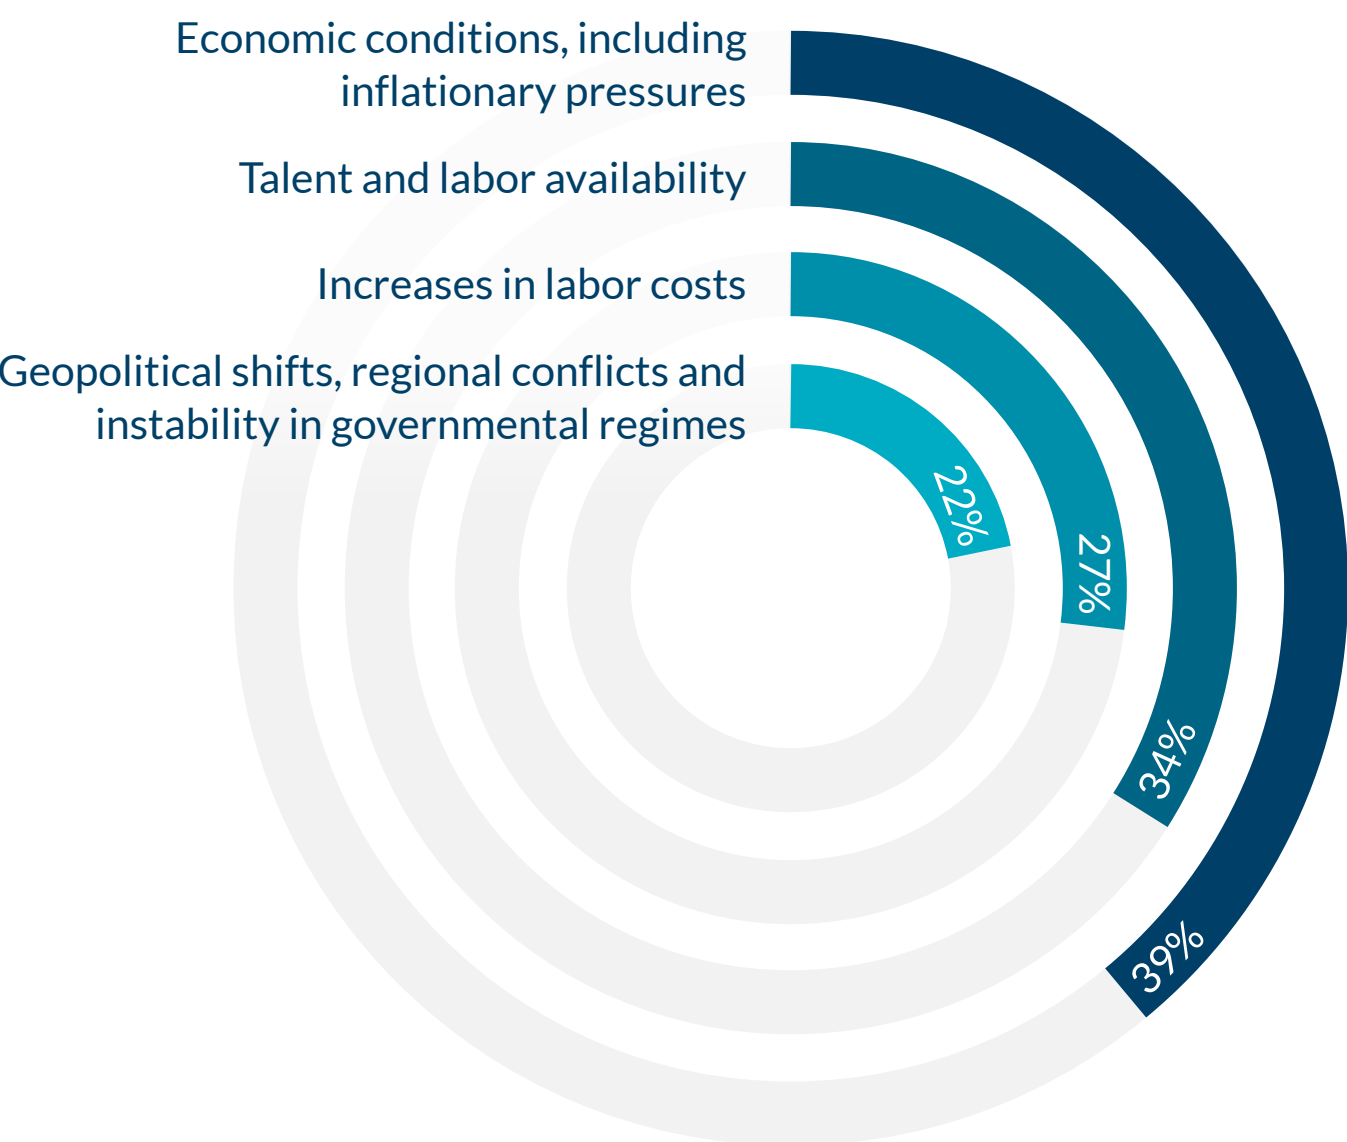 Economic conditions, including
inflationary pressures
Talent and labor availability
Increases in labor costs
Geopolitical shifts, regional conflicts and
instability in governmental regimes
22%
27%
34%
39%